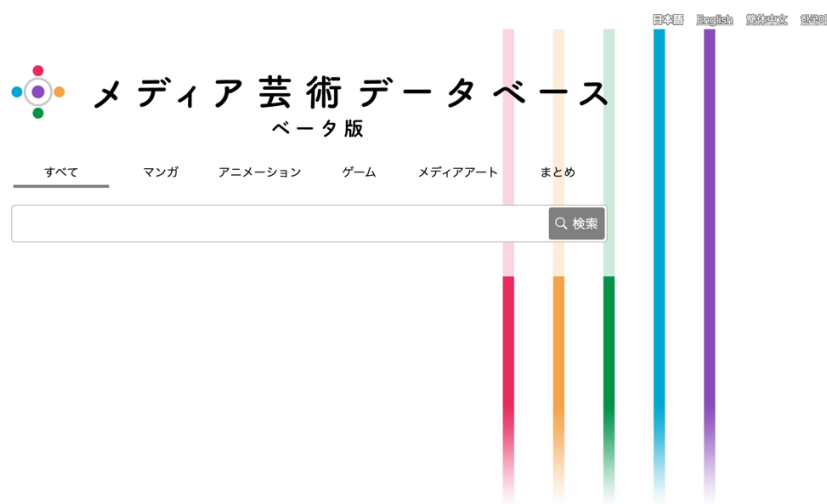 日本語 English 简体中文 한국어
メディア芸術データベース
ベータ版
すべて マンガ アニメーション ゲーム メディアアート まとめ
検索